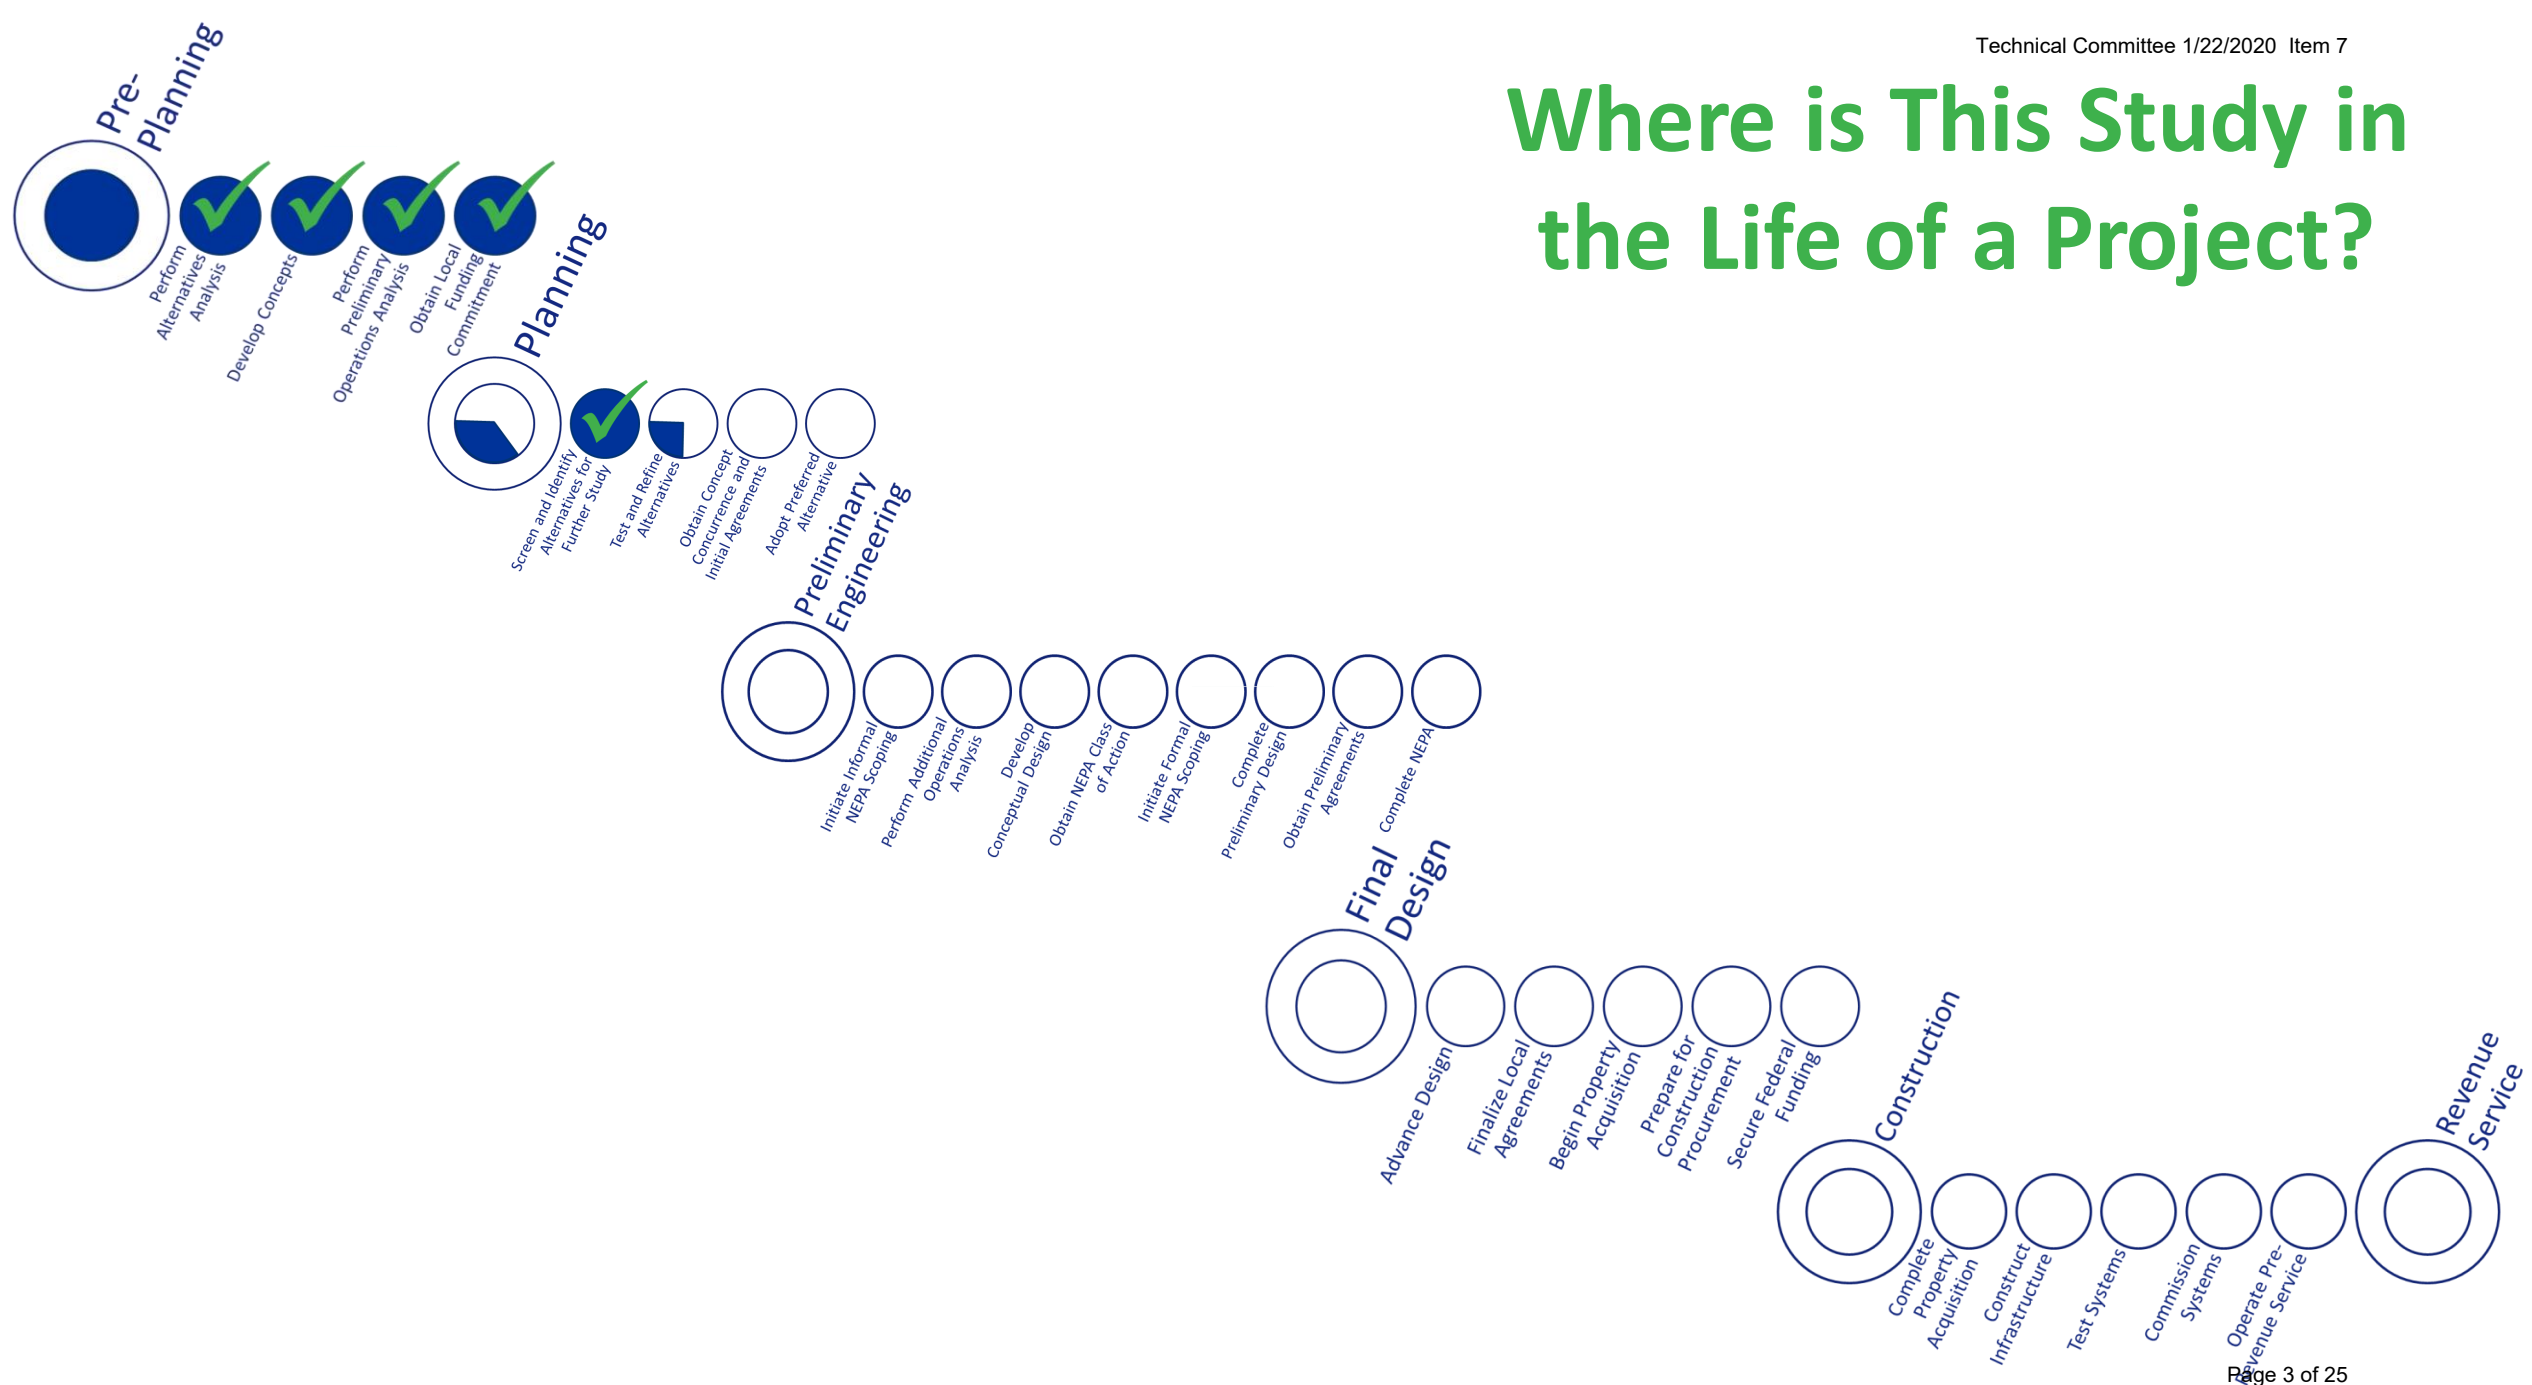 Technical Committee 1/22/2020  Item 7
Where is This Study in
the Life of a Project?
Pre-
Planning
Perform
Alternatives
Analysis
Develop Concepts
Perform
Preliminary
Operations Analysis
Obtain Local
Funding
Commitment
Planning
Screen and Identify
Alternatives for
Further Study
Test and Refine
Alternatives
Obtain Concept
Concurrence and
Initial Agreements
Adopt Preferred
Alternative
Preliminary
Engineering
Initiate Informal
NEPA Scoping
Perform Additional
Operations
Analysis
Develop
Conceptual Design
Obtain NEPA Class
of Action
Initiate Formal
NEPA Scoping
Complete
Preliminary Design
Obtain Preliminary
Agreements
Complete NEPA
Final
Design
Advance Design
Finalize Local
Agreements
Begin Property
Acquisition
Prepare for
Construction
Procurement
Secure Federal
Funding
Construction
Complete
Property
Acquisition
Construct
Infrastructure
Test Systems
Commission
Systems
Operate Pre-
Revenue Service
Revenue
Service
Page 3 of 25